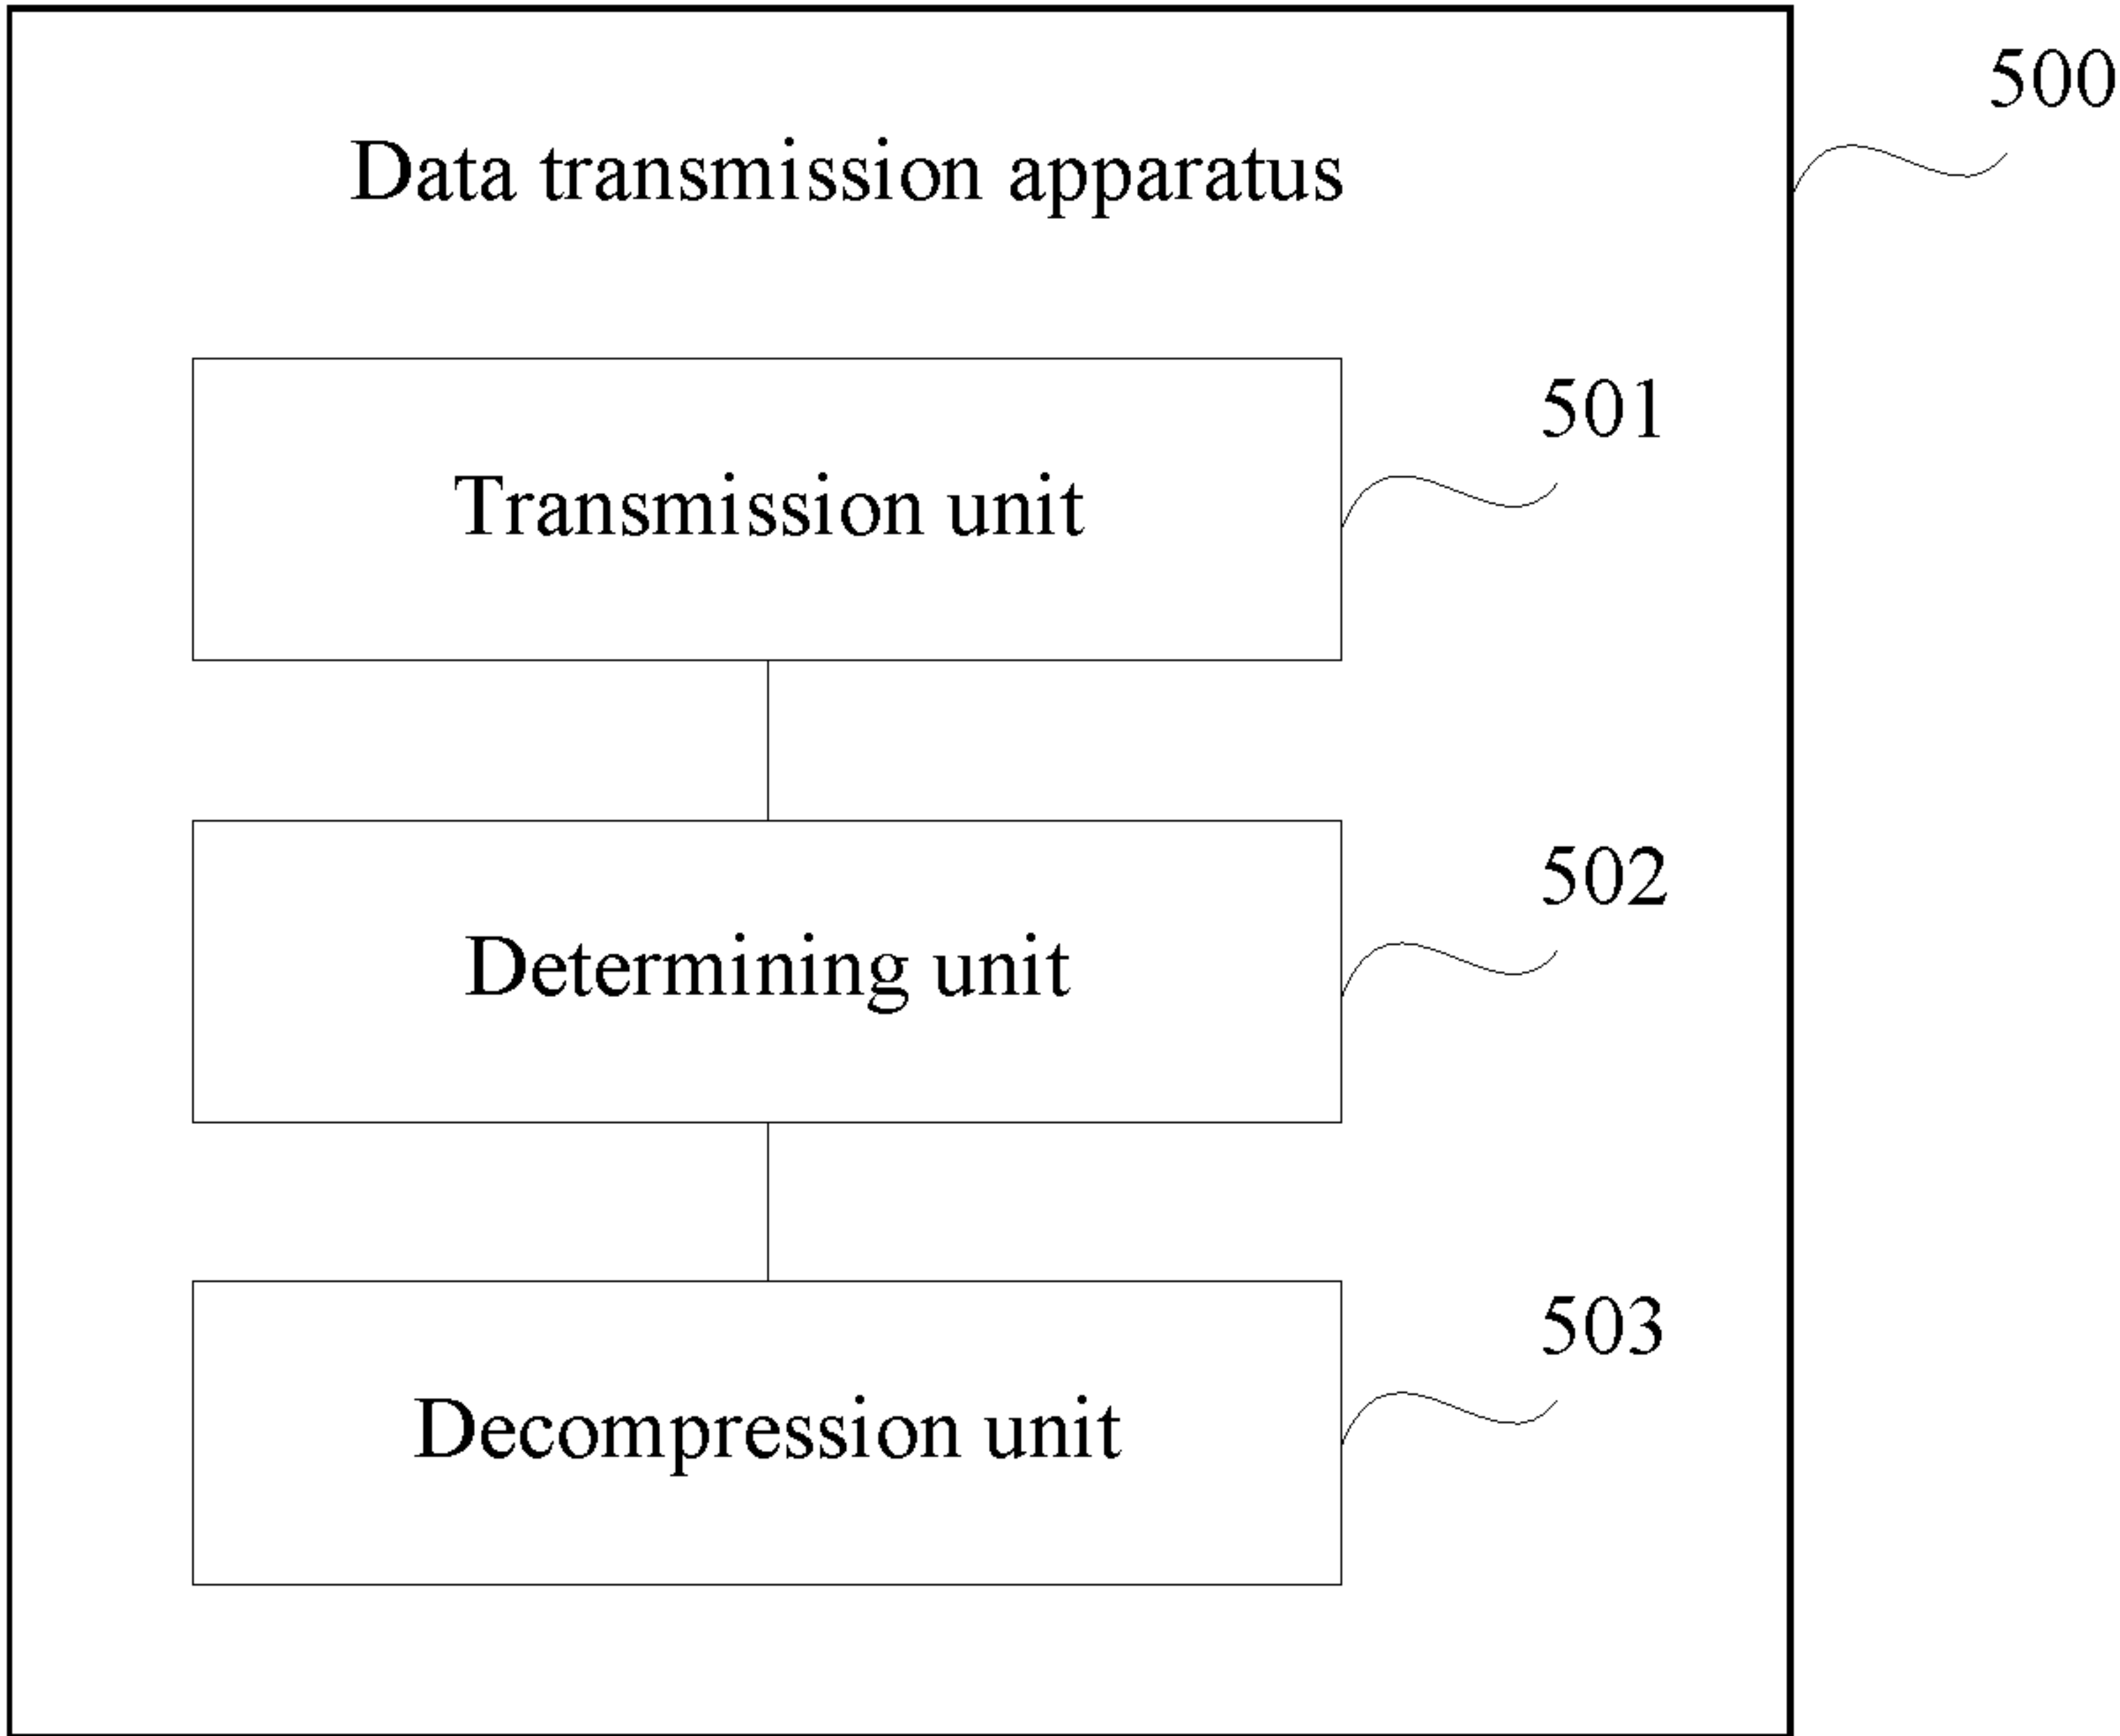 500
Data transmission apparatus
501
Transmission unit
502
Determining unit
503
Decompression unit